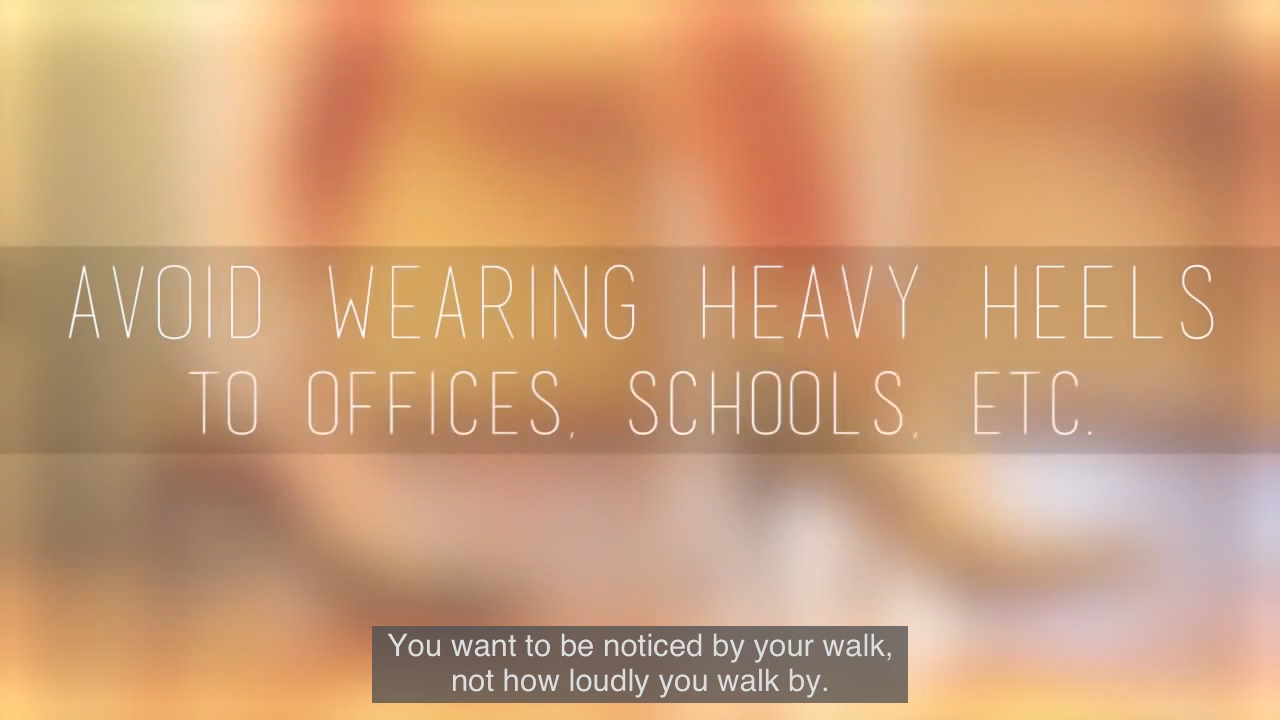 AVOID WEARING HEAVY HEELS
TO OFFICES, SCHOOLS, ETC.
You want to be noticed by your walk,
not how loudly you walk by.